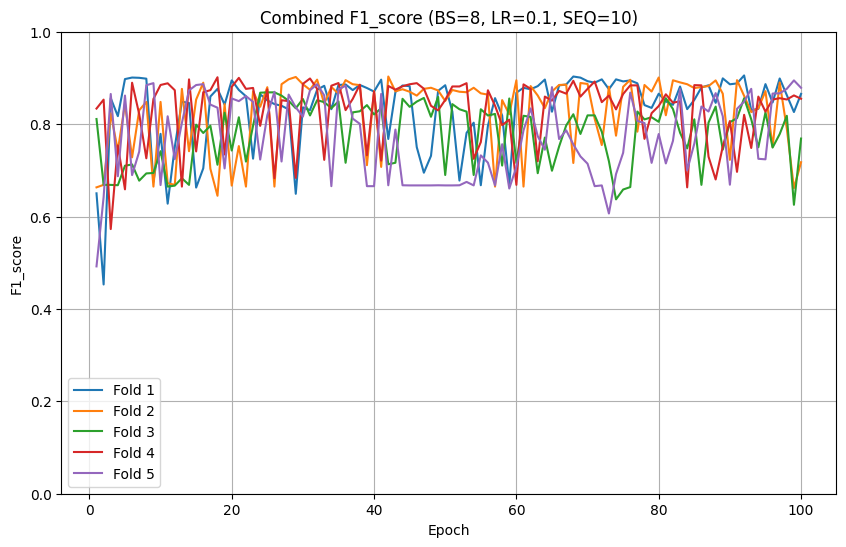 Combined F1_score (BS=8, LR=0.1, SEQ=10)
1.0
0.8
0.6
0.4
0.2
0.0
F1_score
Fold 1
Fold 2
Fold 3
Fold 4
Fold 5
0 20 40 60 80 100
Epoch